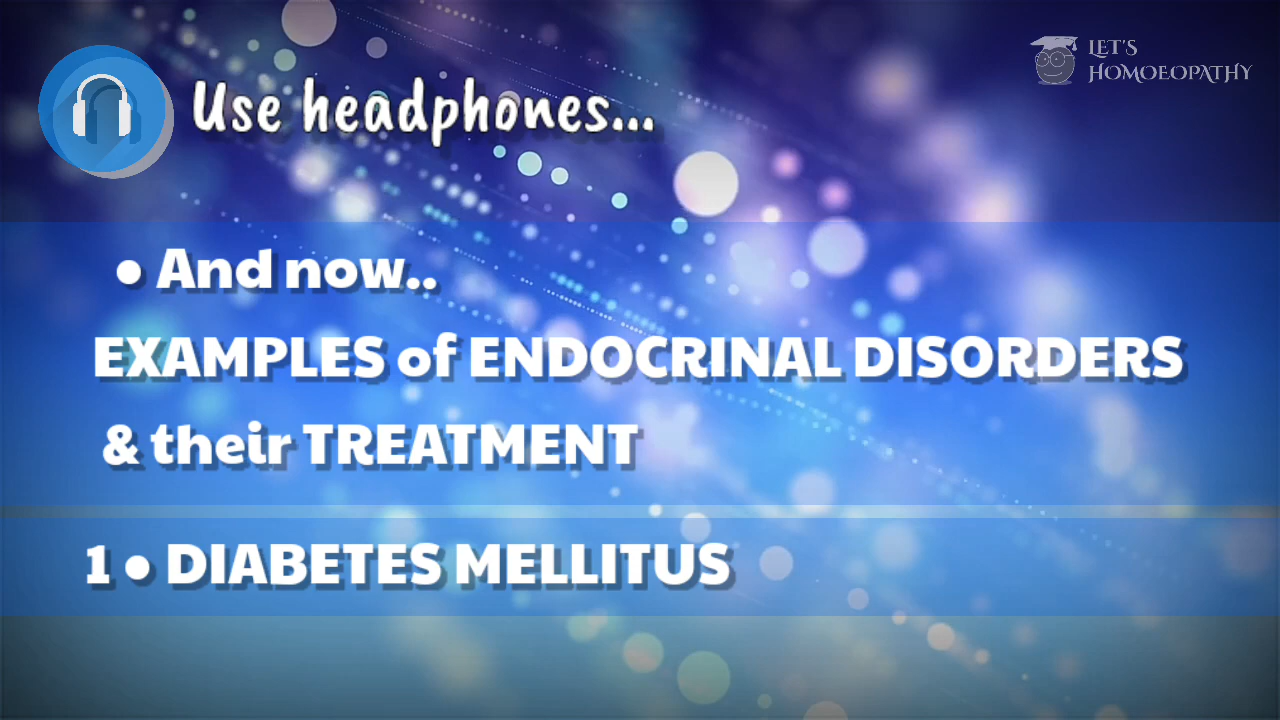 LET'S
HOMOEOPATHY
Use headphones...
• And now..
EXAMPLES of ENDOCRINAL DISORDERS
& their TREATMENT
1 • DIABETES MELLITUS